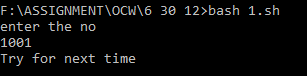 F:\ASSIGNMENT\OCW\6 30 12>bash 1.sh
enter the no
1001
Try for next time